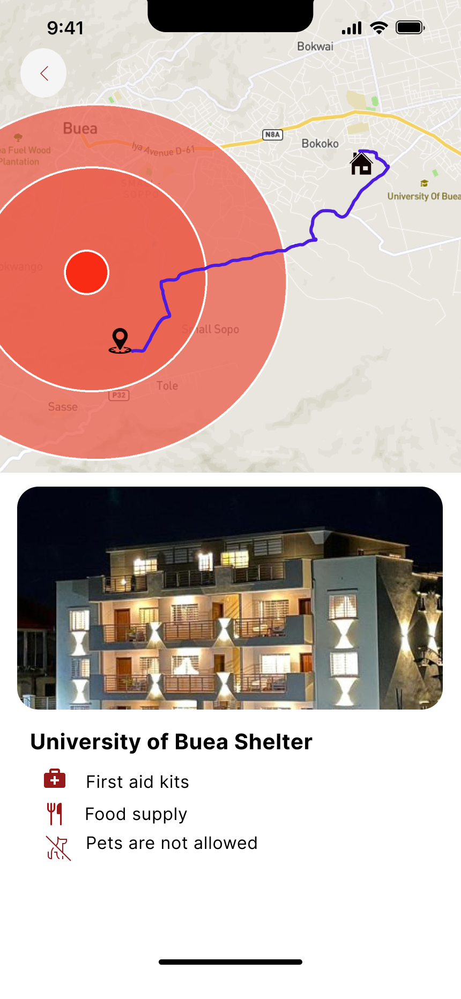 9:41
Bokwai
Buea
N8A
Bokoko
ea Fuel Wood
Plantation
Iya Avenue D-61
SMALL-
SOPPO
University Of Buea
okwango
Small Sopo
Tole
P32
Sasse
University of Buea Shelter
First aid kits
Food supply
Pets are not allowed